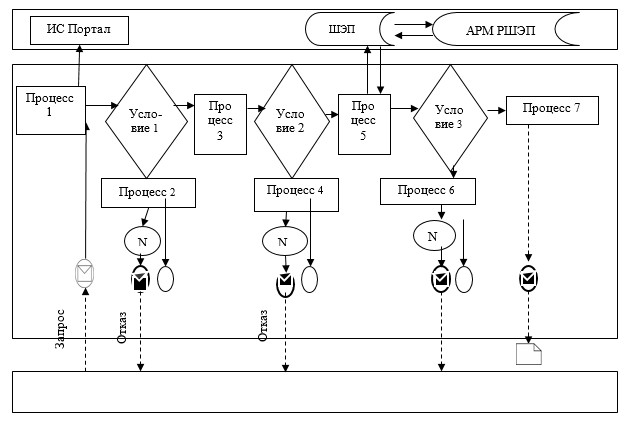 ИС Портал
ШЭП
АРМ РШЭП
Процесс
1
Усло-
вие 1
Про
цесс
3
Усло
вие 2
Про
цесс
5
Усло
вие 3
Процесс 7
Процесс 2
Процесс 4
Процесс 6
N
N
N
Запрос
Отказ
Отказ